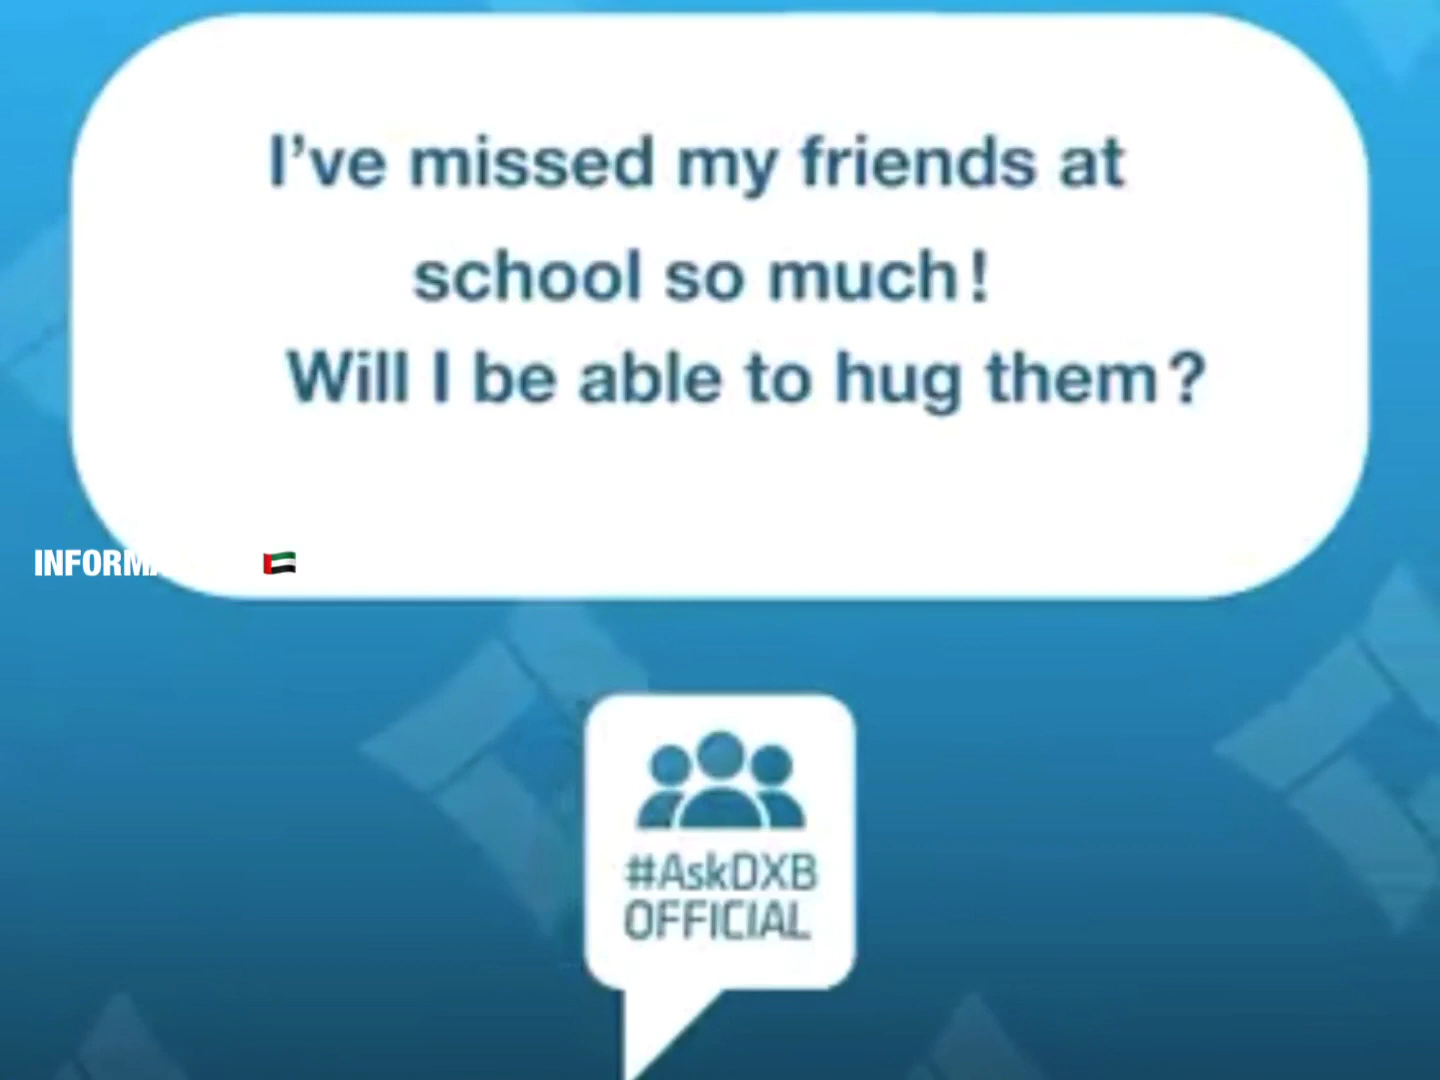 I've missed my friends at
school so much!
Will I be able to hug them?
🇦🇪
#AskDXB
OFFICIAL